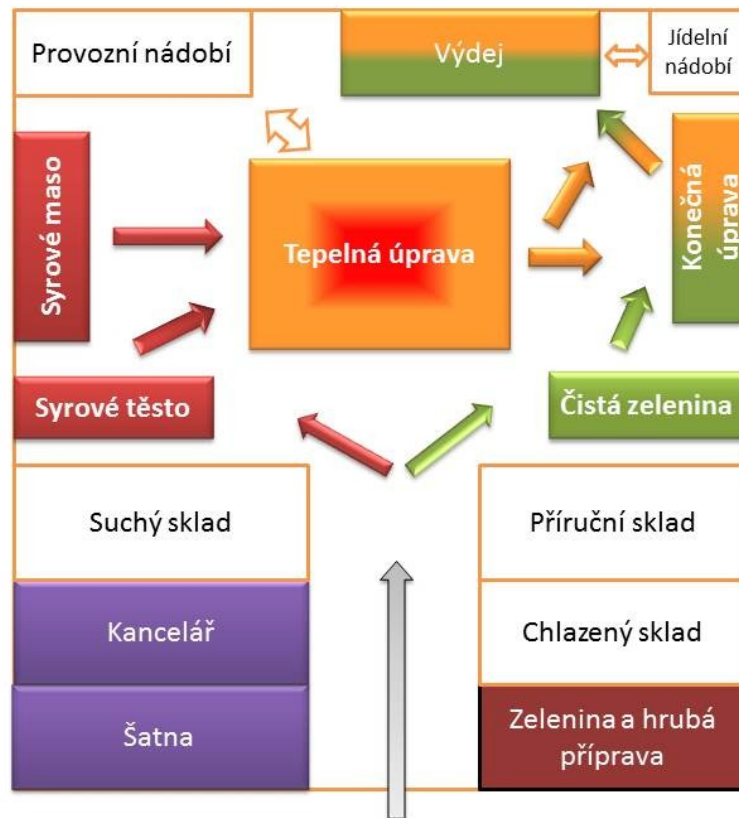 Provozní nádobí
Výdej
Jídelní
nádobí
Syrové maso
Tepelná úprava
Konečná
úprava
Syrové těsto
Čistá zelenina
Suchý sklad
Příruční sklad
Kancelář
Chlazený sklad
Šatna
Zelenina a hrubá
příprava